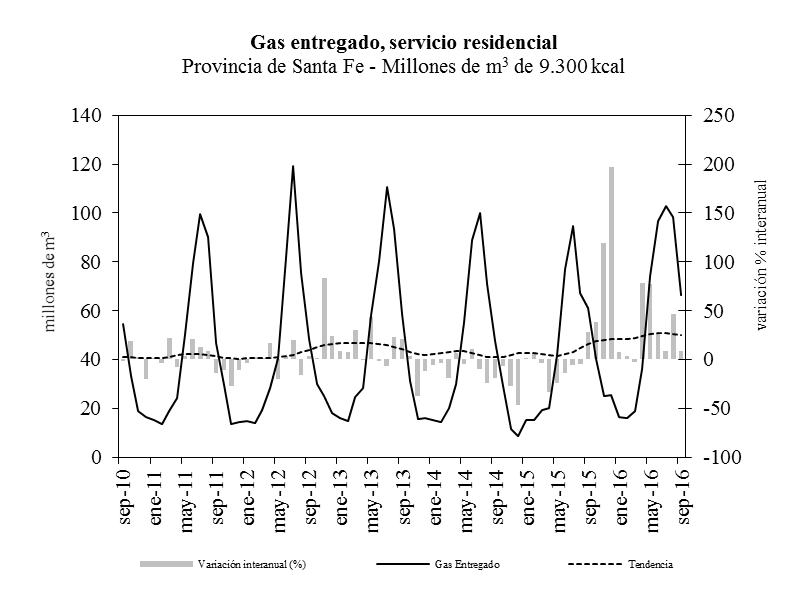 Gas entregado, servicio residencial
Provincia de Santa Fe - Millones de m³ de 9.300 kcal
millones de m³
140
120
100
80
60
40
20
0
250
200
150
100
50
0
-50
-100
variación % interanual
sep-10
ene-11
may-11
sep-11
ene-12
may-12
sep-12
ene-13
may-13
sep-13
ene-14
may-14
sep-14
ene-15
may-15
sep-15
ene-16
may-16
sep-16
Variación interanual (%)
Gas Entregado
Tendencia